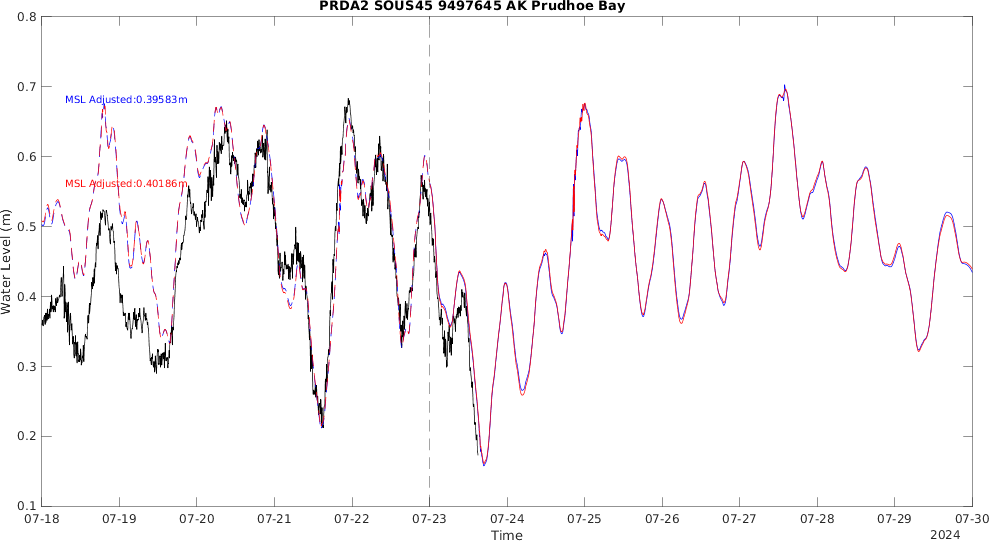 PRDA2 SOUS45 9497645 AK Prudhoe Bay
0.8
0.7
MSL Adjusted:0.39583m
0.6
MSL Adjusted:0.40186m
0.5
Water Level (m)
0.4
0.3
0.2
0.1
07-18 07-19 07-20 07-21 07-22 07-23 07-24 07-25 07-26 07-27 07-28 07-29 07-30
Time
2024